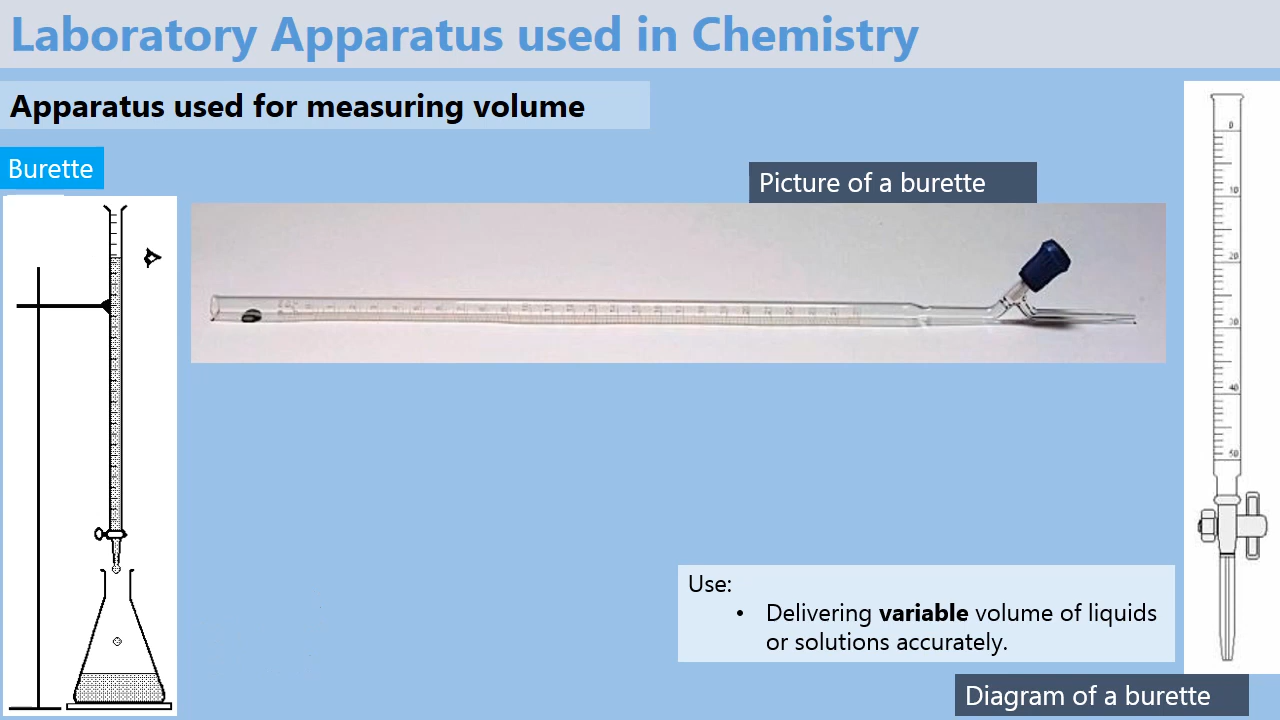 Laboratory Apparatus used in Chemistry
Apparatus used for measuring volume
Burette
Picture of a burette
0
10
20
30
40
50
Use:
• Delivering variable volume of liquids
or solutions accurately.
Diagram of a burette